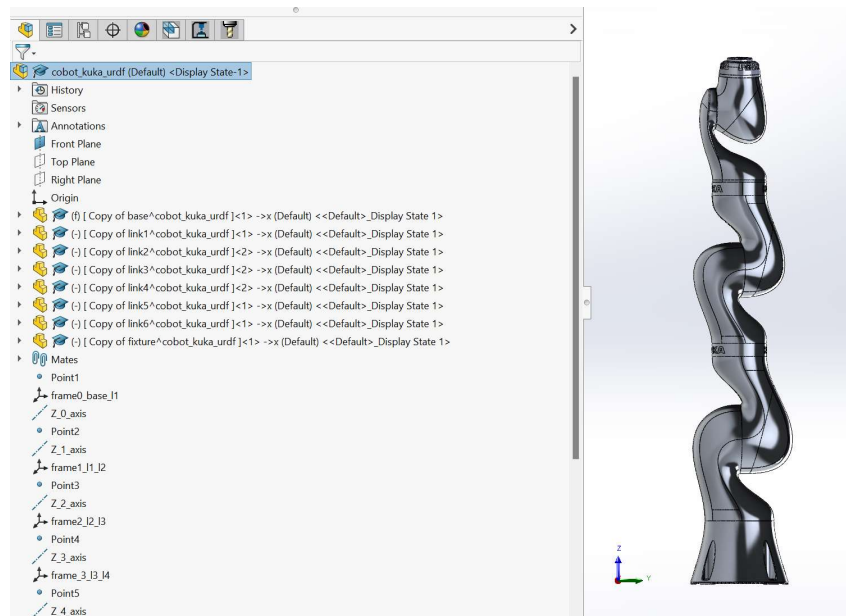 cobot_kuka_urdf (Default) <Display State-1>
History
Sensors
Annotations
Front Plane
Top Plane
Right Plane
Origin
(f) [ Copy of base^cobot_kuka_urdf ]<1> ->x (Default) <<Default>_Display State 1>
(-) [ Copy of link1^cobot_kuka_urdf ]<1> ->x (Default) <<Default>_Display State 1>
(-) [ Copy of link2^cobot_kuka_urdf ]<2> ->x (Default) <<Default>_Display State 1>
(-) [ Copy of link3^cobot_kuka_urdf ]<2> ->x (Default) <<Default>_Display State 1>
(-) [ Copy of link4^cobot_kuka_urdf ]<2> ->x (Default) <<Default>_Display State 1>
(-) [ Copy of link5^cobot_kuka_urdf ]<1> ->x (Default) <<Default>_Display State 1>
(-) [ Copy of link6^cobot_kuka_urdf ]<1> ->x (Default) <<Default>_Display State 1>
(-) [ Copy of fixture^cobot_kuka_urdf ]<1> ->x (Default) <<Default>_Display State 1>
Mates
Point1
frame0_base_l1
Z_0_axis
Point2
Z_1_axis
frame1_l1_l2
Point3
Z_2_axis
frame2_l2_l3
Point4
Z_3_axis
frame_3_l3_l4
Point5
Z_4_axis
KA
KA
Z
Y